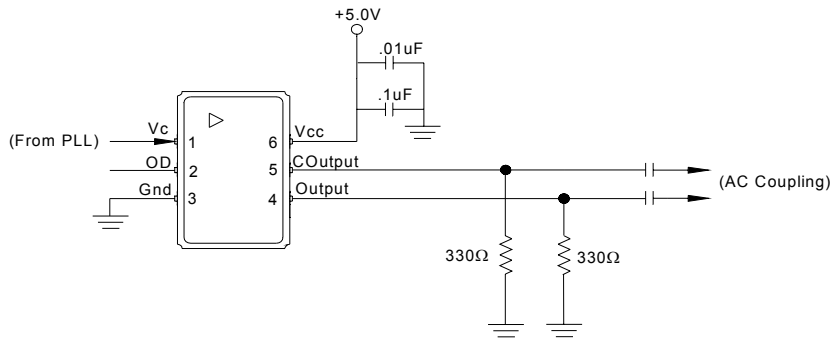 +5.0V
.01uF
.1uF
(From PLL)
Vc
1
6
Vcc
OD
2
5
COutput
(AC Coupling)
Gnd
3
4
Output
330Ω
330Ω